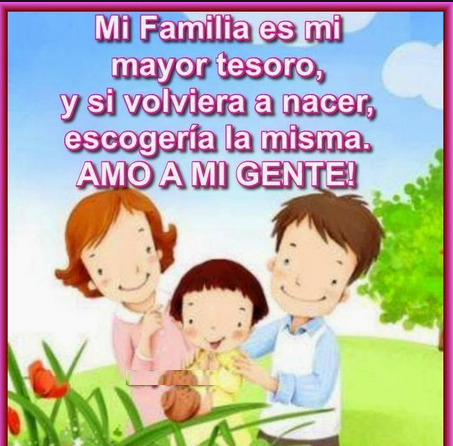 Mi Familia es mi
mayor tesoro,
y si volviera a nacer,
escogería la misma.
AMO A MI GENTE!